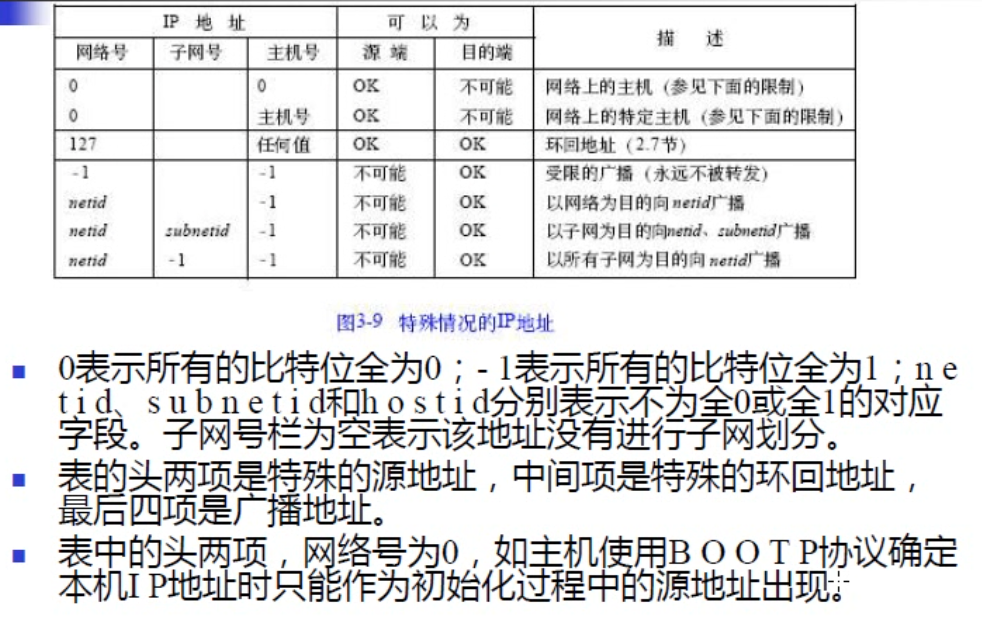 IP 地 址 可 以 为 描 述
网络号 子网号 主机号 源 端 目的端
0 0 OK 不可能 网络上的主机（参见下面的限制）
0 主机号 OK 不可能 网络上的特定主机（参见下面的限制）
127 任何值 OK OK 环回地址（2.7节）
-1 -1 不可能 OK 受限的广播（永远不被转发）
netid -1 不可能 OK 以网络为目的向netid广播
netid subnetid -1 不可能 OK 以子网为目的向netid、subnetid广播
netid -1 -1 不可能 OK 以所有子网为目的向netid广播
图3-9 特殊情况的IP地址
0表示所有的比特位全为0；- 1表示所有的比特位全为1；n e
t i d、s u b n e t i d和h o s t i d分别表示不为全0或全1的对应
字段。子网号栏为空表示该地址没有进行子网划分。
表的头两项是特殊的源地址，中间项是特殊的环回地址，
最后四项是广播地址。
表中的头两项，网络号为0，如主机使用B O O T P协议确定
本机I P地址时只能作为初始化过程中的源地址出现。